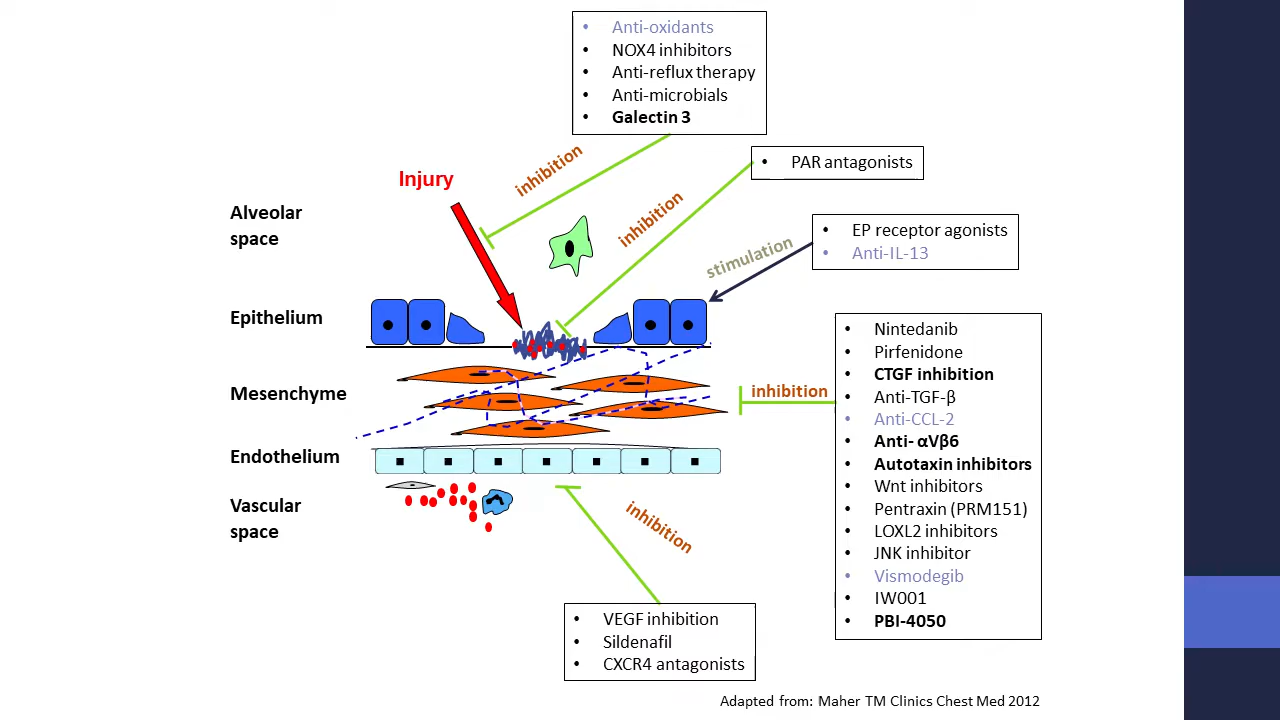 • Anti-oxidants
• NOX4 inhibitors
• Anti-reflux therapy
• Anti-microbials
• Galectin 3
inhibition
• PAR antagonists
Injury
inhibition
Alveolar
space
• EP receptor agonists
• Anti-IL-13
stimulation
Epithelium
Mesenchyme
inhibition
• Nintedanib
• Pirfenidone
• CTGF inhibition
• Anti-TGF-β
• Anti-CCL-2
• Anti- αVβ6
• Autotaxin inhibitors
• Wnt inhibitors
• Pentraxin (PRM151)
• LOXL2 inhibitors
• JNK inhibitor
• Vismodegib
• IW001
• PBI-4050
Endothelium
Vascular
space
inhibition
• VEGF inhibition
• Sildenafil
• CXCR4 antagonists
Adapted from: Maher TM Clinics Chest Med 2012